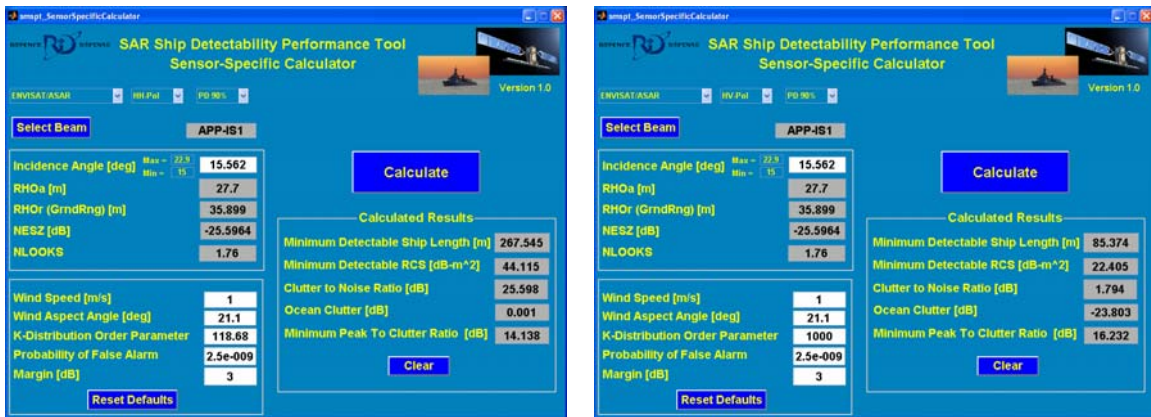 amspt_SensorSpecificCalculator
DEFENCE R&D DÉFENSE
SAR Ship Detectability Performance Tool
Sensor-Specific Calculator
Version 1.0
ENVISAT/ASAR HH-Pol PD 90%
Select Beam APP-IS1
Incidence Angle [deg] Max = 22.9 Min = 15 15.562
RHOa [m] 27.7
RHOr (GrndRng) [m] 35.899
NESZ [dB] -25.5964
NLOOKS 1.76
Wind Speed [m/s] 1
Wind Aspect Angle [deg] 21.1
K-Distribution Order Parameter 118.68
Probability of False Alarm 2.5e-009
Margin [dB] 3
Reset Defaults
Calculate
Calculated Results
Minimum Detectable Ship Length [m] 267.545
Minimum Detectable RCS [dB-m^2] 44.115
Clutter to Noise Ratio [dB] 25.598
Ocean Clutter [dB] 0.001
Minimum Peak To Clutter Ratio [dB] 14.138
Clear
amspt_SensorSpecificCalculator
DEFENCE R&D DÉFENSE
SAR Ship Detectability Performance Tool
Sensor-Specific Calculator
Version 1.0
ENVISAT/ASAR HV-Pol PD 90%
Select Beam APP-IS1
Incidence Angle [deg] Max = 22.9 Min = 15 15.562
RHOa [m] 27.7
RHOr (GrndRng) [m] 35.899
NESZ [dB] -25.5964
NLOOKS 1.76
Wind Speed [m/s] 1
Wind Aspect Angle [deg] 21.1
K-Distribution Order Parameter 1000
Probability of False Alarm 2.5e-009
Margin [dB] 3
Reset Defaults
Calculate
Calculated Results
Minimum Detectable Ship Length [m] 85.374
Minimum Detectable RCS [dB-m^2] 22.405
Clutter to Noise Ratio [dB] 1.794
Ocean Clutter [dB] -23.803
Minimum Peak To Clutter Ratio [dB] 16.232
Clear